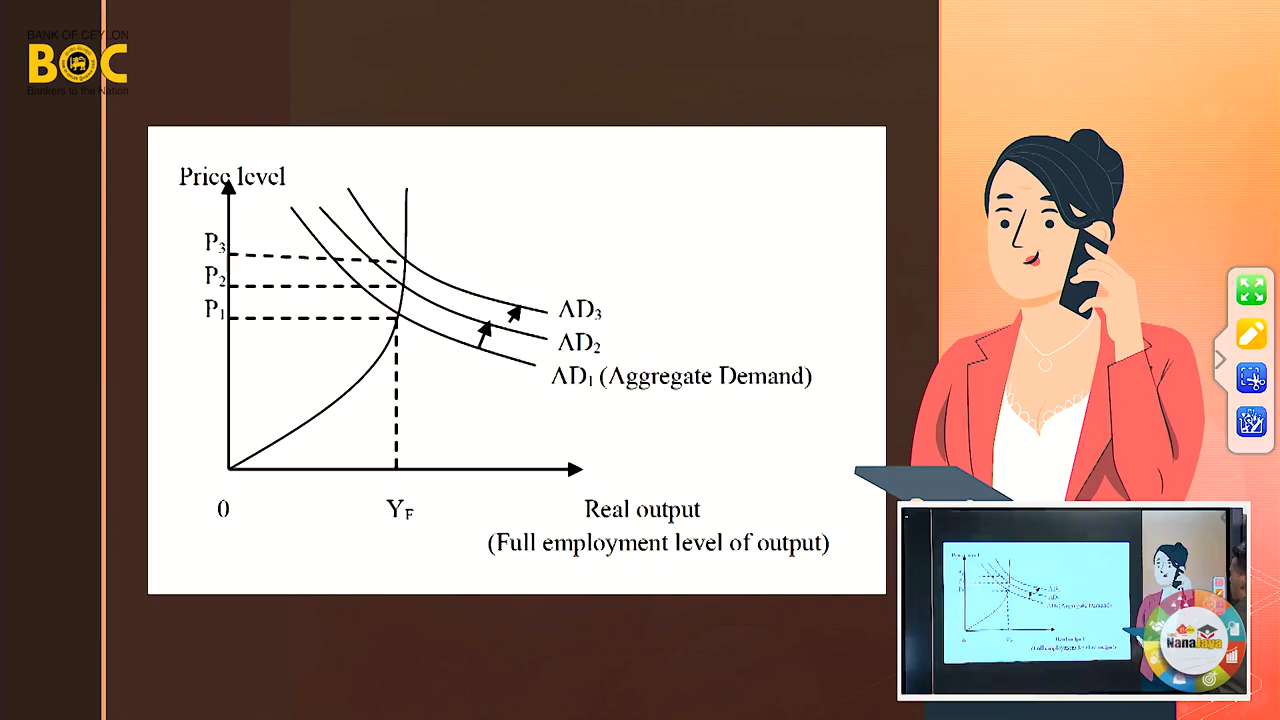 BANK OF CEYLON
BOC
Bankers to the Nation
Price level
P3
P2
P1
AD3
AD2
AD1 (Aggregate Demand)
0
YF
Real output
(Full employment level of output)
NanaJaya